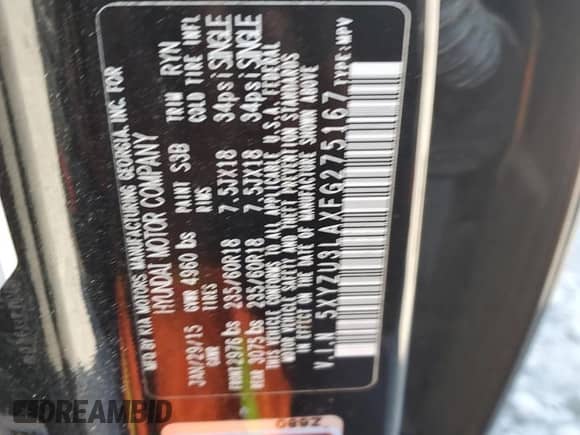 MFD BY KIA MOTORS MANUFACTURING GEORGIA, INC. FOR
HYUNDAI MOTOR COMPANY
JAN/29/15 GVWR 4960 lbs PAINT S3B TRIM RYN
GAWR TIRES RIMS COLD TIRE INFL
FRONT 2976 lbs 235/60R18 7.5JX18 34psi SINGLE
REAR 3075 lbs 235/60R18 7.5JX18 34psi SINGLE
THIS VEHICLE CONFORMS TO ALL APPLICABLE U.S.A. FEDERAL
MOTOR VEHICLE SAFETY AND THEFT PREVENTION STANDARDS
IN EFFECT ON THE DATE OF MANUFACTURE SHOWN ABOVE
V.I.N. 5XYZU3LAXFG275167 TYPE:MPV
DREAMBID